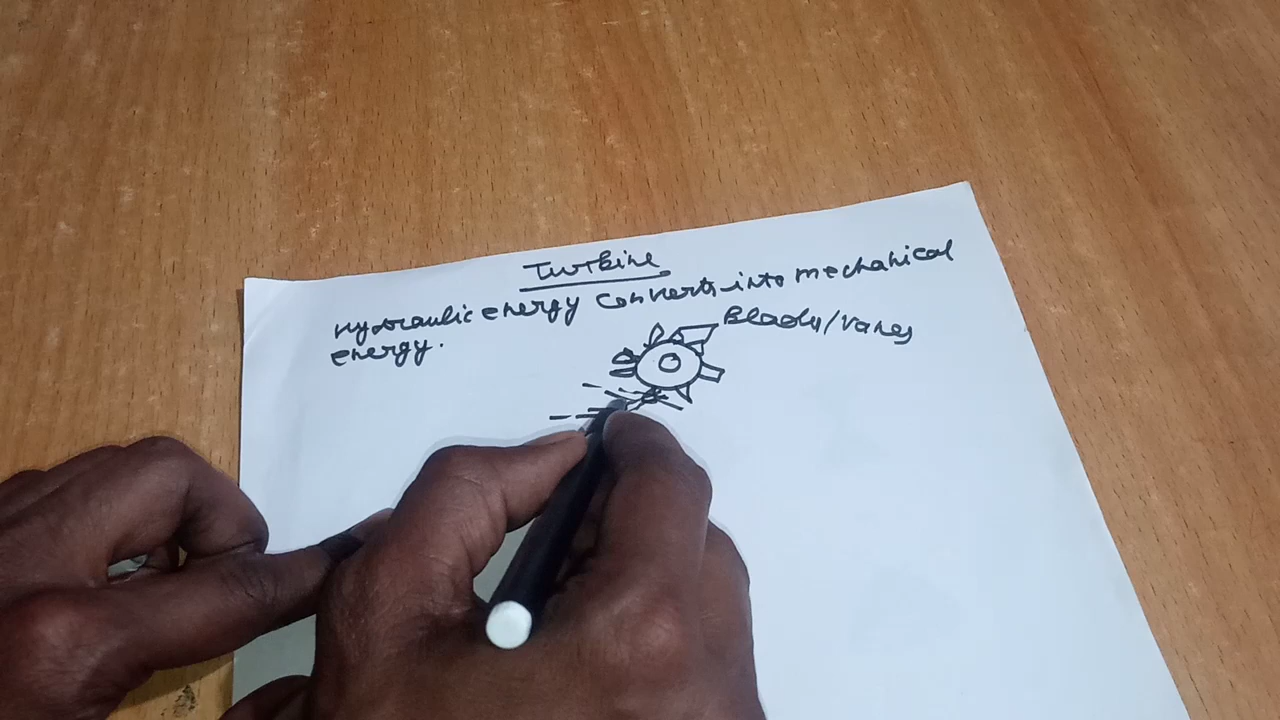 Turbine
Hydraulic energy converts into mechanical
energy.
Blades/Vanes